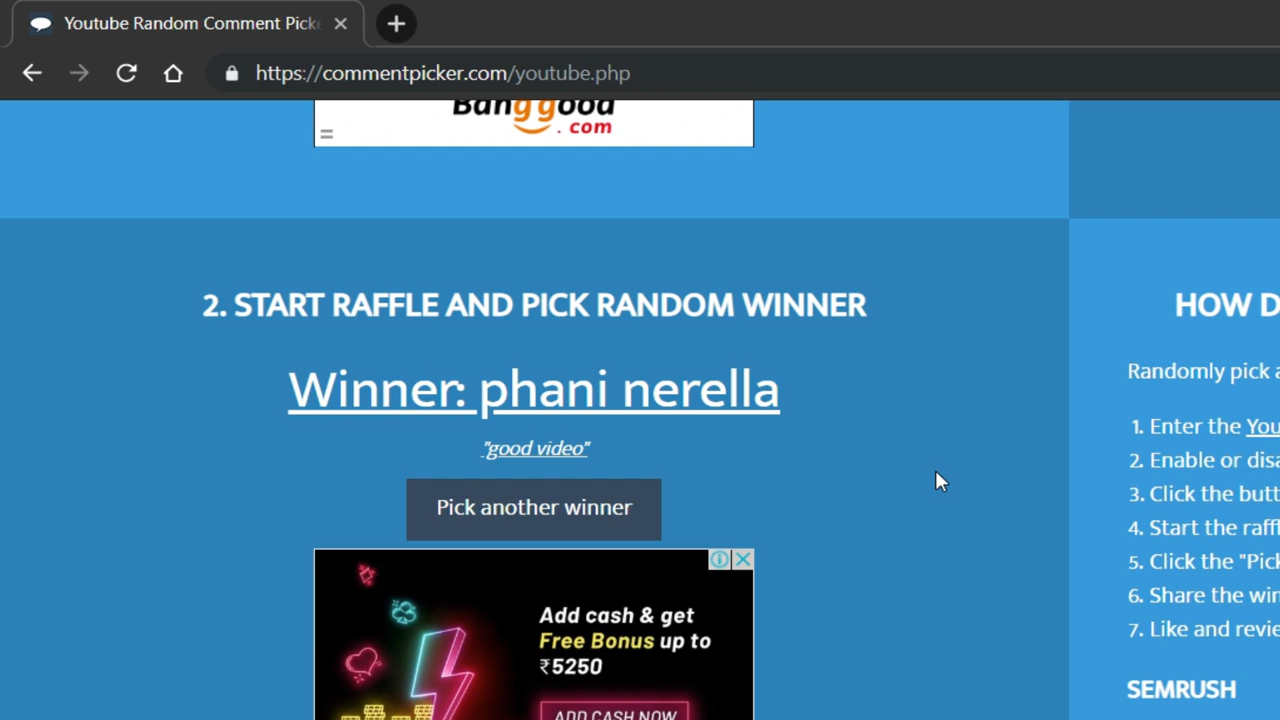 Youtube Random Comment Picke
https://commentpicker.com/youtube.php
Banggood
.com
2. START RAFFLE AND PICK RANDOM WINNER
Winner: phani nerella
"good video"
Pick another winner
Add cash & get
Free Bonus up to
₹5250
ADD CASH NOW
HOW D
Randomly pick a
1. Enter the You
2. Enable or disa
3. Click the butt
4. Start the raffl
5. Click the "Pick
6. Share the win
7. Like and revie
SEMRUSH